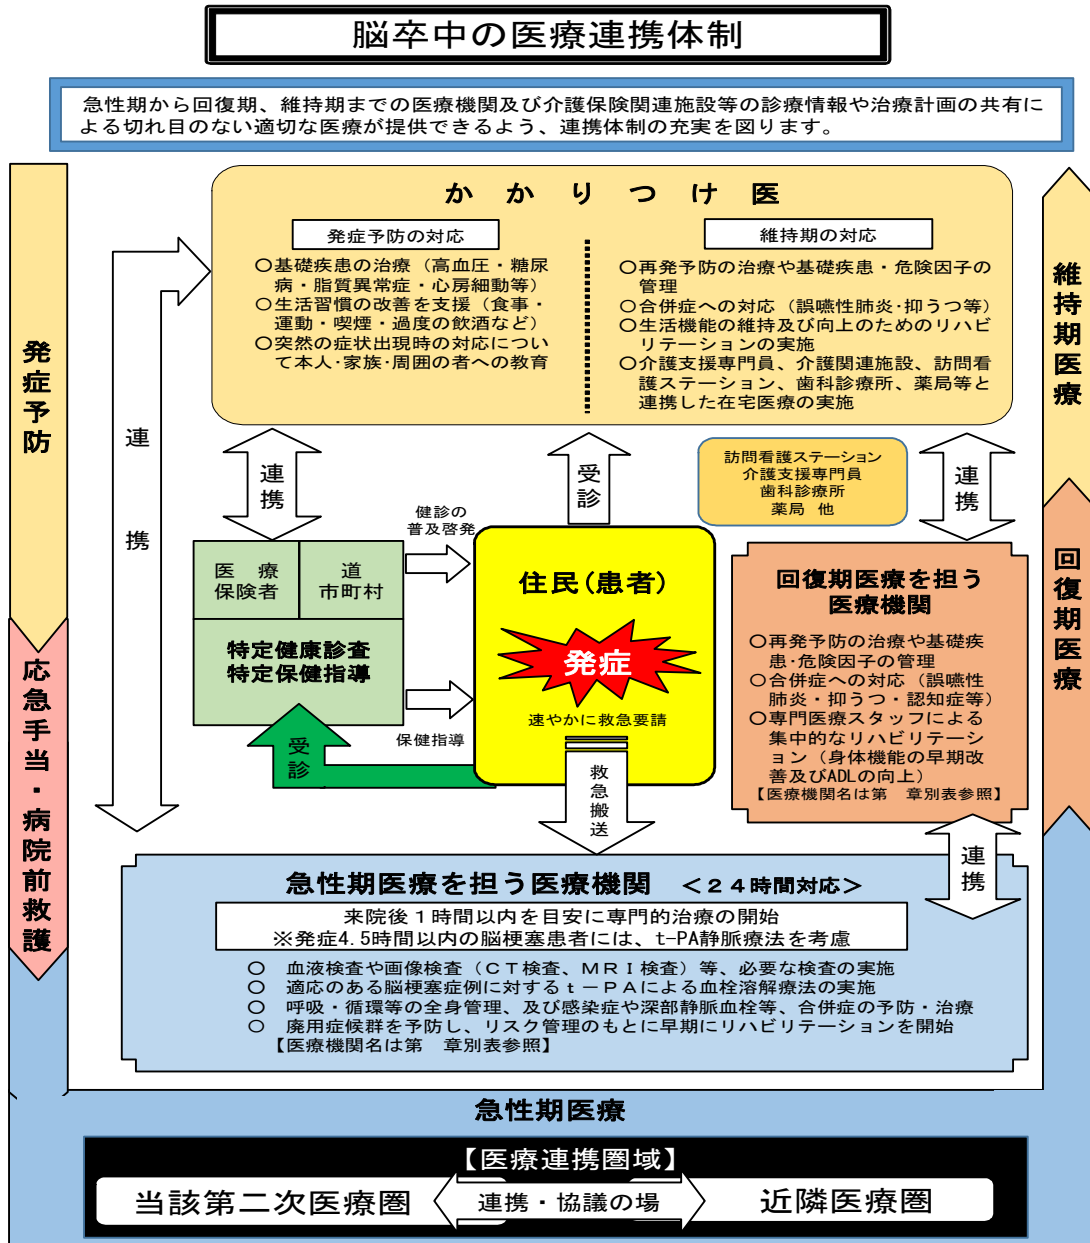 脳卒中の医療連携体制
急性期から回復期、維持期までの医療機関及び介護保険関連施設等の診療情報や治療計画の共有に
よる切れ目のない適切な医療が提供できるよう、連携体制の充実を図ります。
発症予防
応急手当・病院前救護
連携
かかりつけ医
発症予防の対応
〇基礎疾患の治療（高血圧・糖尿
病・脂質異常症・心房細動等）
〇生活習慣の改善を支援（食事・
運動・喫煙・過度の飲酒など）
〇突然の症状出現時の対応につい
て本人・家族・周囲の者への教育
維持期の対応
〇再発予防の治療や基礎疾患・危険因子の
管理
〇合併症への対応（誤嚥性肺炎・抑うつ等）
〇生活機能の維持及び向上のためのリハビ
リテーションの実施
〇介護支援専門員、介護関連施設、訪問看
護ステーション、歯科診療所、薬局等と
連携した在宅医療の実施
維持期医療
回復期医療
連携
受診
訪問看護ステーション
介護支援専門員
歯科診療所
薬局 他
連携
健診の
普及啓発
医療
保険者
道
市町村
特定健康診査
特定保健指導
保健指導
受診
住民（患者）
発症
速やかに救急要請
救急搬送
回復期医療を担う
医療機関
〇再発予防の治療や基礎疾
患・危険因子の管理
〇合併症への対応（誤嚥性
肺炎・抑うつ・認知症等）
〇専門医療スタッフによる
集中的なリハビリテーシ
ョン（身体機能の早期改
善及びADLの向上）
【医療機関名は第　章別表参照】
連携
急性期医療を担う医療機関 ＜２４時間対応＞
来院後１時間以内を目安に専門的治療の開始
※発症4.5時間以内の脳梗塞患者には、t-PA静脈療法を考慮
〇　血液検査や画像検査（ＣＴ検査、ＭＲＩ検査）等、必要な検査の実施
〇　適応のある脳梗塞症例に対するｔ－ＰＡによる血栓溶解療法の実施
〇　呼吸・循環等の全身管理、及び感染症や深部静脈血栓等、合併症の予防・治療
〇　廃用症候群を予防し、リスク管理のもとに早期にリハビリテーションを開始
【医療機関名は第　章別表参照】
急性期医療
【医療連携圏域】
当該第二次医療圏
連携・協議の場
近隣医療圏